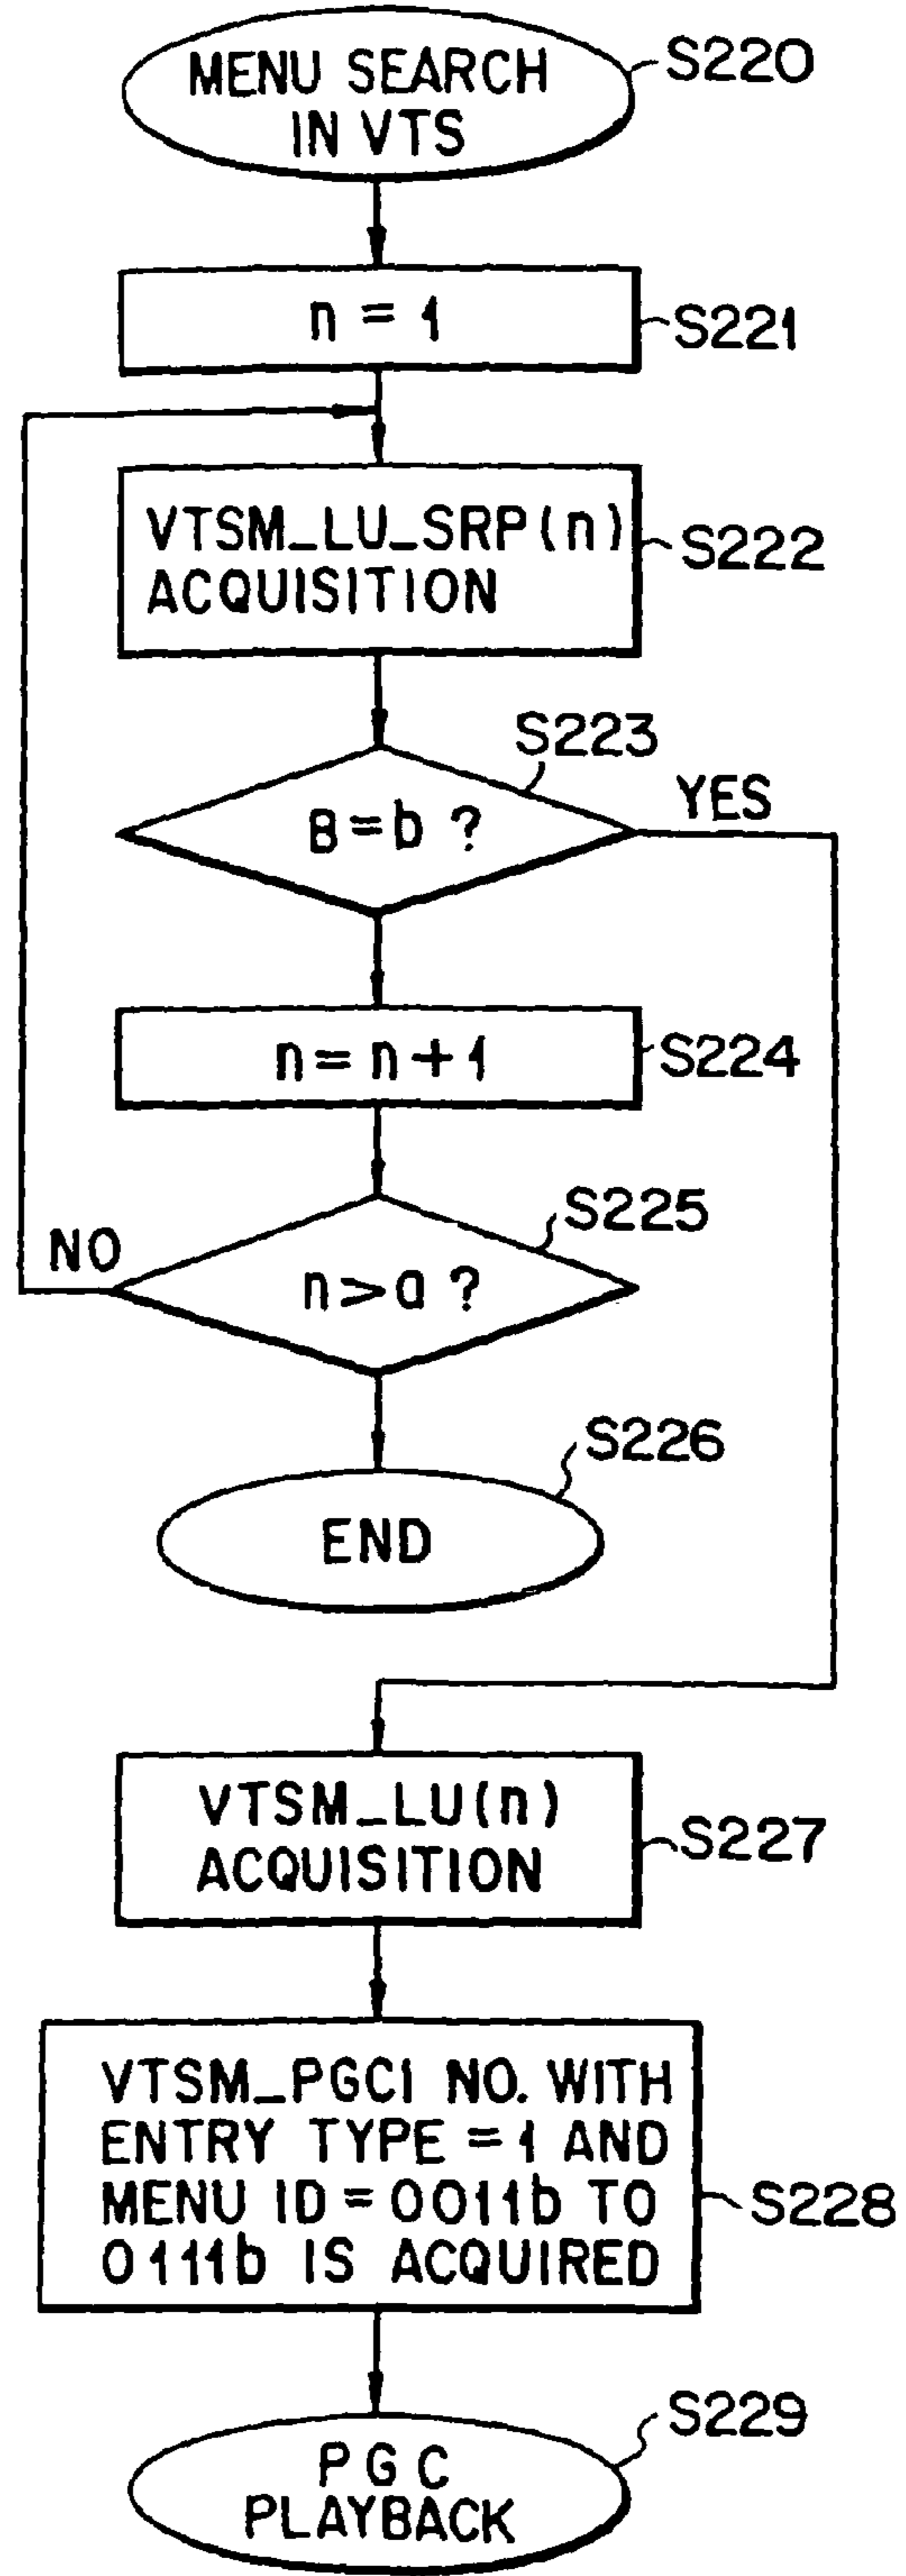 MENU SEARCH
IN VTS
S220
n = 1
S221
VTSM_LU_SRP(n)
ACQUISITION
S222
S223
B=b ?
YES
n=n+1
S224
S225
NO
n>a ?
S226
END
VTSM_LU(n)
ACQUISITION
S227
VTSM_PGCI NO. WITH
ENTRY TYPE =1 AND
MENU ID=0011b TO
0111b IS ACQUIRED
S228
S229
PGC
PLAYBACK